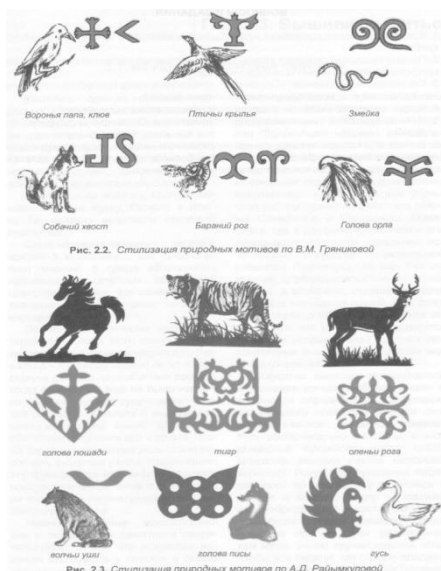 Воронья лапа, клюв
Птичьи крылья
Змейка
Собачий хвост
Бараний рог
Голова орла
Рис. 2.2. Стилизация природных мотивов по В.М. Гряниковой
голова лошади
тигр
оленьи рога
волчьи уши
голова лисы
гусь
Рис. 2.3. Стилизация природных мотивов по А.Д. Райымкуловой